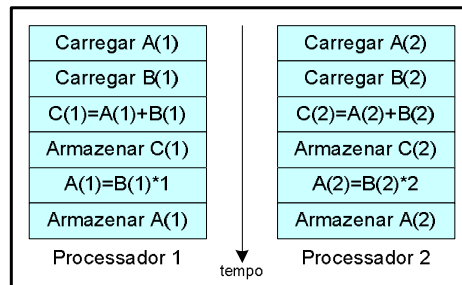 Carregar A(1)
Carregar B(1)
C(1)=A(1)+B(1)
Armazenar C(1)
A(1)=B(1)*1
Armazenar A(1)
Processador 1
tempo
Carregar A(2)
Carregar B(2)
C(2)=A(2)+B(2)
Armazenar C(2)
A(2)=B(2)*2
Armazenar A(2)
Processador 2